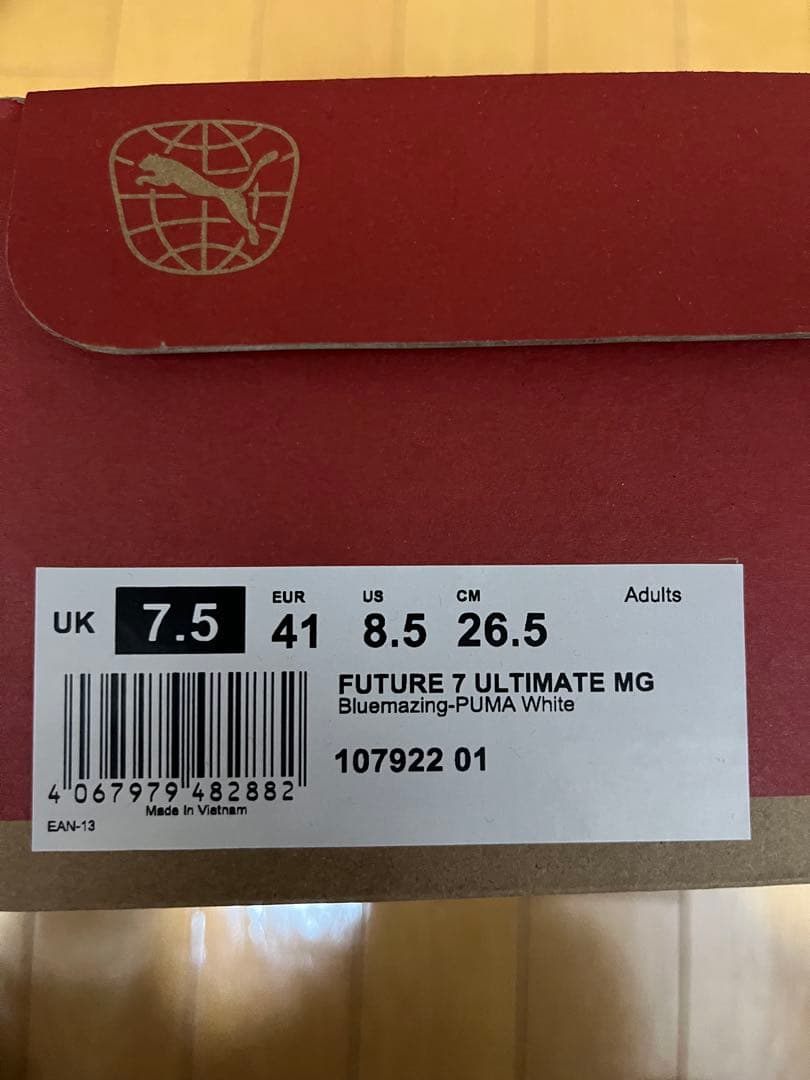 UK 7.5 EUR 41 US 8.5 CM 26.5 Adults
FUTURE 7 ULTIMATE MG
Bluemazing-PUMA White
107922 01
4 067979 482882
Made In Vietnam
EAN-13